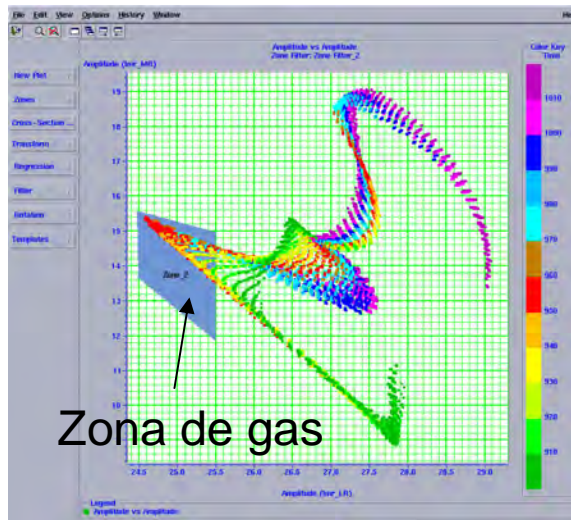 File Edit View Options History Window
Amplitude vs Amplitude
Zone Filter: Zone Filter_2
Color Key
Time
Amplitude (lmr_MR)
New Plot
Zones
Cross-Section ...
Transform
Regression
Filter
Notation
Templates
19
18
17
16
15
14
13
12
11
10
9
Zone_2
Zona de gas
24.5 25.0 25.5 26.0 26.5 27.0 27.5 28.0 28.5 29.0
Amplitude (lmr_LR)
1010
1000
990
980
970
960
950
940
930
920
910
Legend
Amplitude vs Amplitude